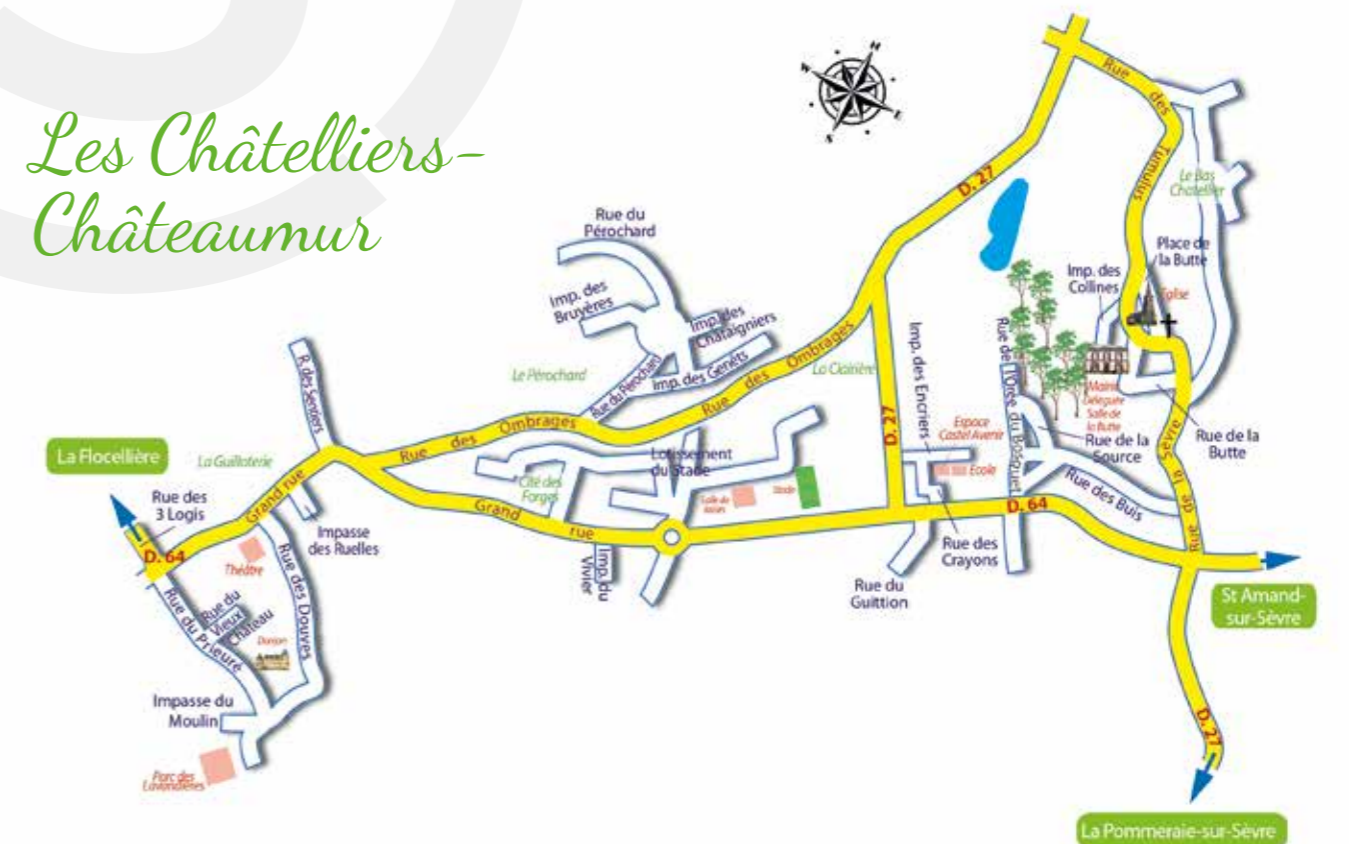 Les Châtelliers-
Châteaumur
N
W
E
S
Rue des Tumulus
Le Bas
Chatellier
D. 27
Rue du
Pérochard
Place de
la Butte
Imp. des
Collines
Eglise
Imp. des
Bruyères
Imp. des
Chataigniers
Imp. des Genêts
Rue du Pérochard
Le Pérochard
Rue des Ombrages
La Clairière
Imp. des Encriers
Rue de l'Orée du Bosquet
Mairie
Déléguée
Salle de
la Butte
R. des Sentiers
Rue des Ombrages
D. 27
Espace
Castel Avenir
Ecole
Rue de la
Source
Rue de la
Butte
Rue de la Sèvre
La Flocellière
La Guilloterie
Lotissement
du Stade
Cité des
Forges
Stade
Rue des Buis
Rue des
3 Logis
Grand rue
Grand rue
D. 64
Impasse
des Ruelles
D. 64
Théâtre
Rue des Douves
Imp. du
Vivier
Rue des
Crayons
Rue du
Guittion
St Amand-
sur-Sèvre
Rue du Prieuré
Rue du
Vieux
Château
Donjon
Impasse du
Moulin
D. 27
Parc des
Lavandières
La Pommeraie-sur-Sèvre